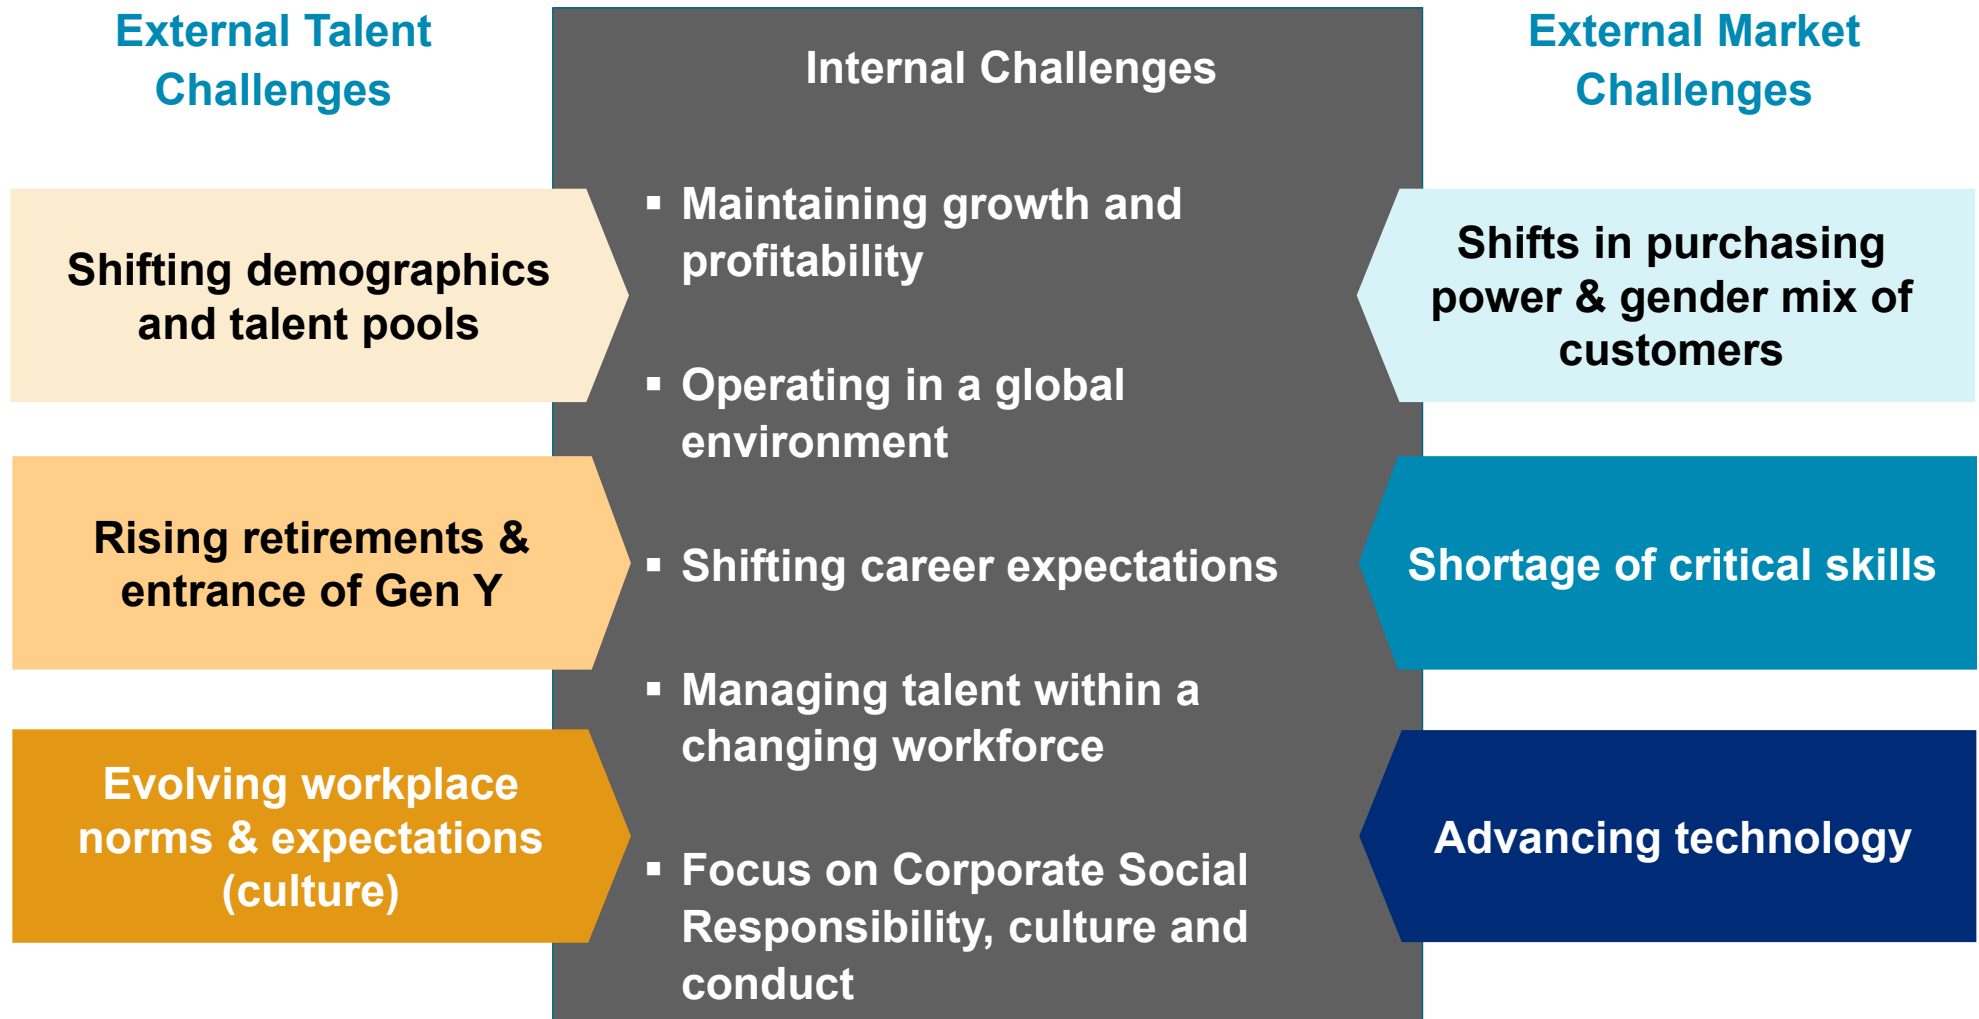 External Talent
Challenges
Shifting demographics
and talent pools
Rising retirements &
entrance of Gen Y
Evolving workplace
norms & expectations
(culture)
Internal Challenges
▪ Maintaining growth and
profitability
▪ Operating in a global
environment
▪ Shifting career expectations
▪ Managing talent within a
changing workforce
▪ Focus on Corporate Social
Responsibility, culture and
conduct
External Market
Challenges
Shifts in purchasing
power & gender mix of
customers
Shortage of critical skills
Advancing technology